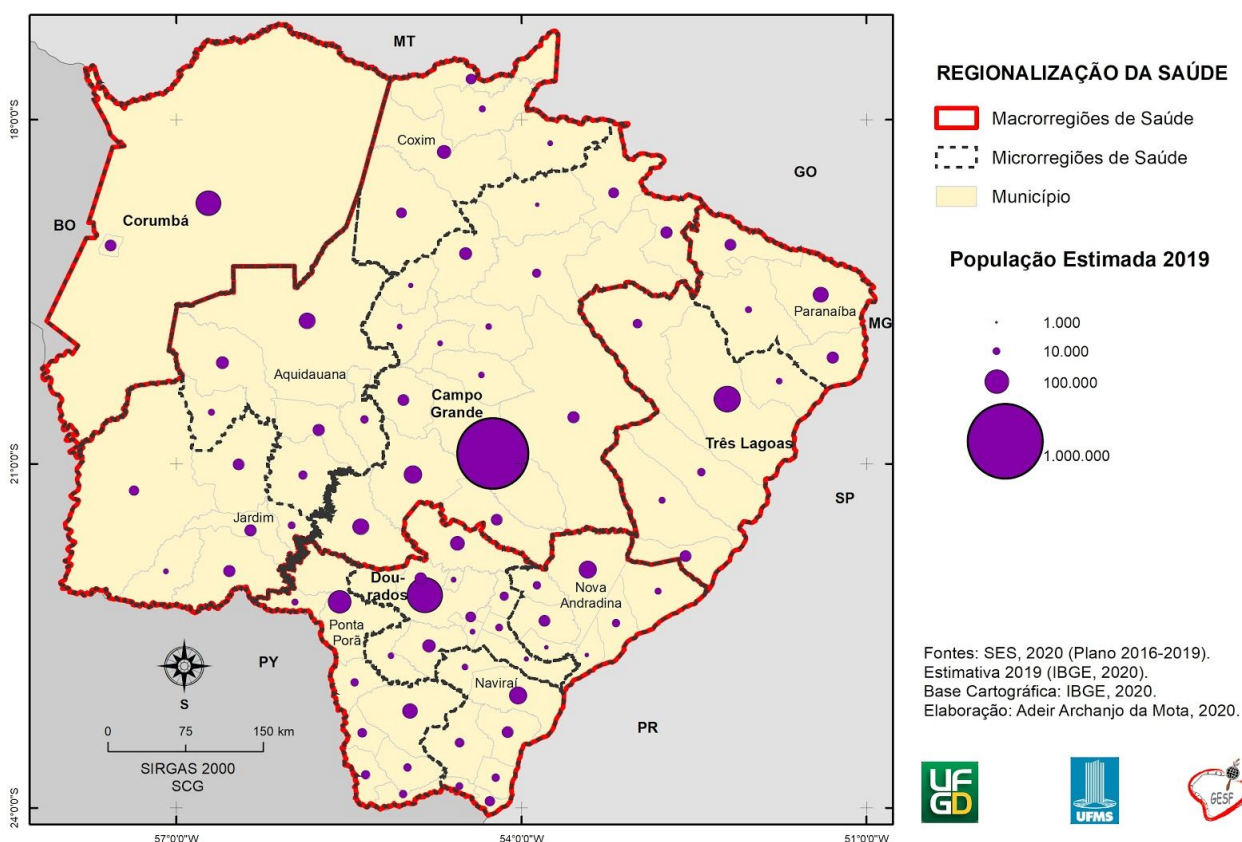 MT
GO
BO
MG
SP
PY
PR
Coxim
Corumbá
Paranaíba
Aquidauana
Campo
Grande
Três Lagoas
Jardim
Dou-
rados
Nova
Andradina
Ponta
Porã
Naviraí
18°0'0"S
21°0'0"S
24°0'0"S
57°0'0"W
54°0'0"W
51°0'0"W
S
0 75 150 km
SIRGAS 2000
SCG
REGIONALIZAÇÃO DA SAÚDE
Macrorregiões de Saúde
Microrregiões de Saúde
Município
População Estimada 2019
1.000
10.000
100.000
1.000.000
Fontes: SES, 2020 (Plano 2016-2019).
Estimativa 2019 (IBGE, 2020).
Base Cartográfica: IBGE, 2020.
Elaboração: Adeir Archanjo da Mota, 2020.
UF
GD
UFMS
GESF